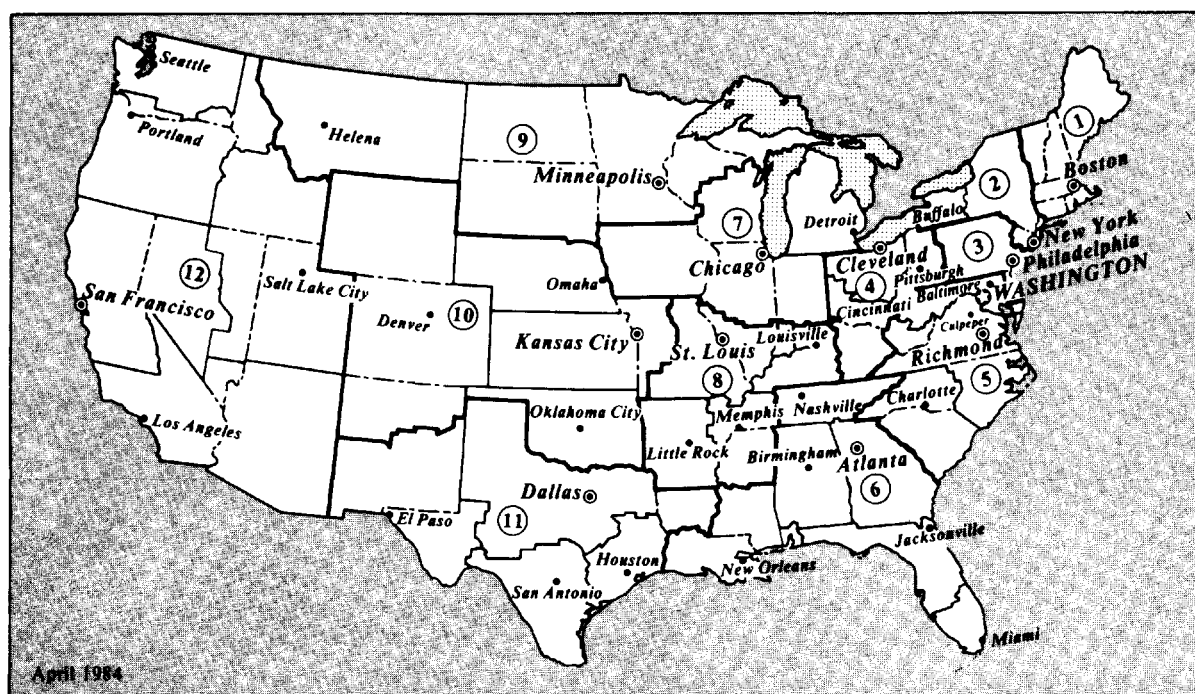 Seattle
Portland
Helena
9
1
Minneapolis
Boston
2
Buffalo
7
Detroit
New York
3
Philadelphia
Cleveland
Chicago
Pittsburgh
WASHINGTON
12
4
Baltimore
Salt Lake City
Omaha
Cincinnati
San Francisco
Denver
10
Culpeper
Kansas City
St. Louis
Louisville
Richmond
8
5
Oklahoma City
Memphis
Nashville
Charlotte
Los Angeles
Little Rock
Birmingham
Atlanta
Dallas
6
El Paso
11
Jacksonville
Houston
New Orleans
San Antonio
Miami
April 1984